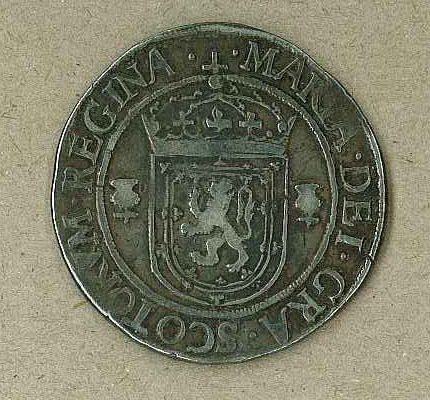 MARIA · DEI · GRA · SCOTORVM REGINA ·